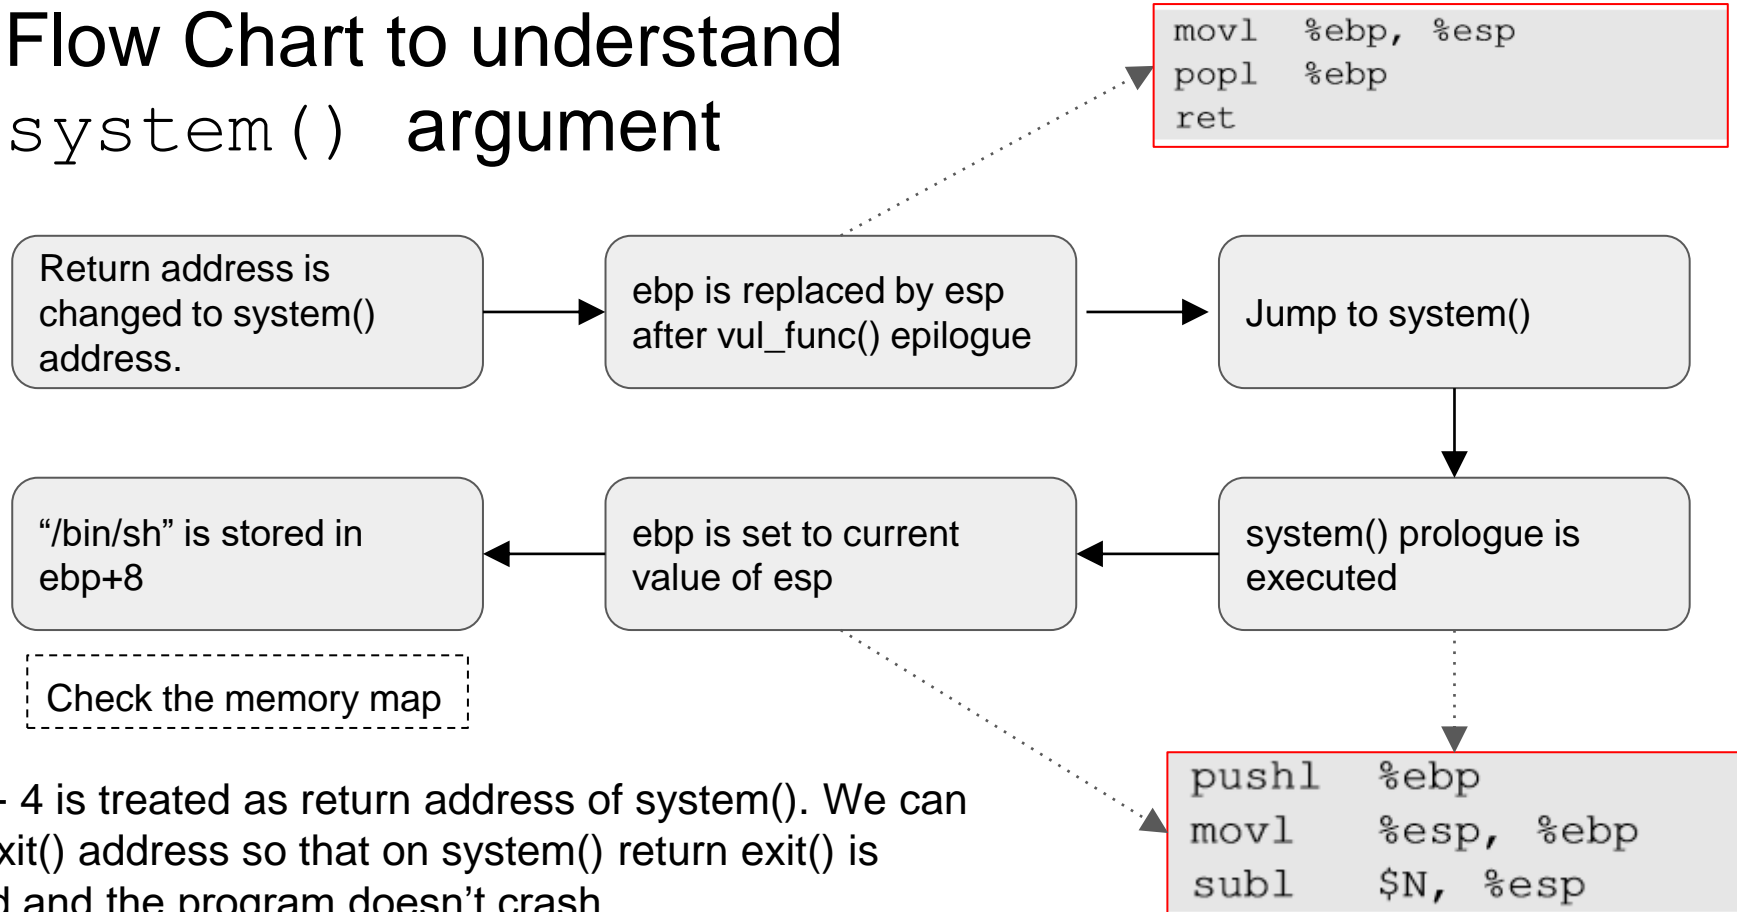 Flow Chart to understand
system() argument
movl %ebp, %esp
popl %ebp
ret
Return address is
changed to system()
address.
ebp is replaced by esp
after vul_func() epilogue
Jump to system()
“/bin/sh” is stored in
ebp+8
ebp is set to current
value of esp
system() prologue is
executed
Check the memory map
4 is treated as return address of system(). We can
address so that on system() return exit() is
and the program doesn’t crash
pushl %ebp
movl %esp, %ebp
subl $N, %esp